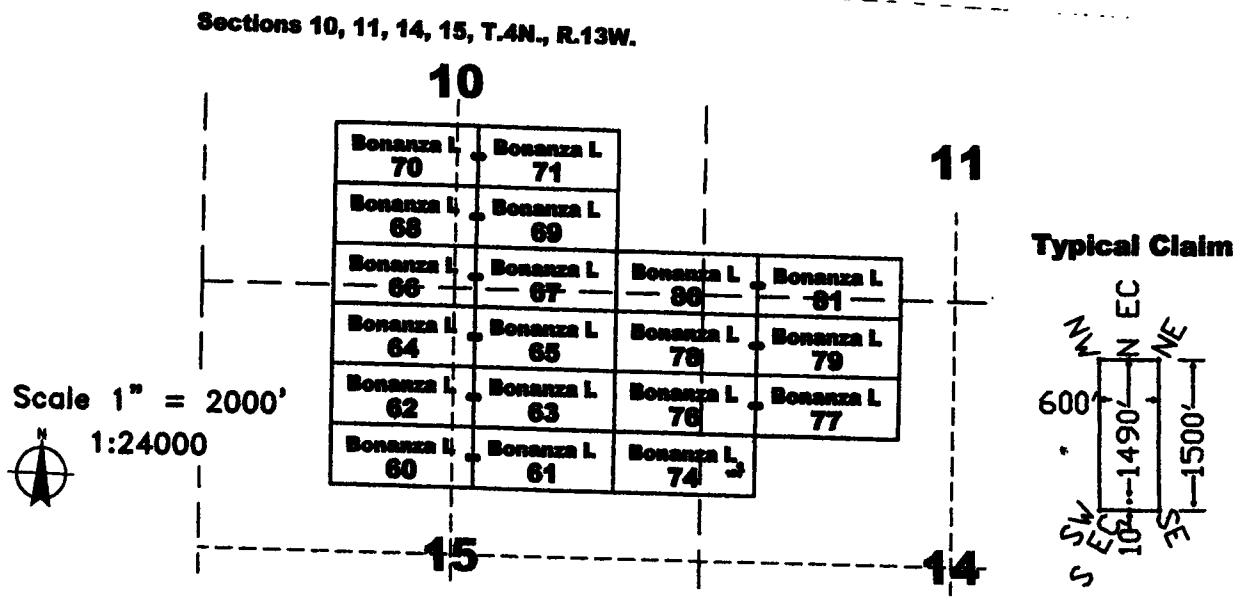 Sections 10, 11, 14, 15, T.4N., R.13W.
10
11
Bonanza L
70
Bonanza L
71
Bonanza L
68
Bonanza L
69
Bonanza L
66
Bonanza L
67
Bonanza L
80
Bonanza L
81
Bonanza L
64
Bonanza L
65
Bonanza L
78
Bonanza L
79
Bonanza L
62
Bonanza L
63
Bonanza L
76
Bonanza L
77
Bonanza L
60
Bonanza L
61
Bonanza L
74
15
14
Scale 1" = 2000'
1:24000
N
Typical Claim
N EC
NW
NE
600'
1490'
1500'
SW
SE
S EC
10'